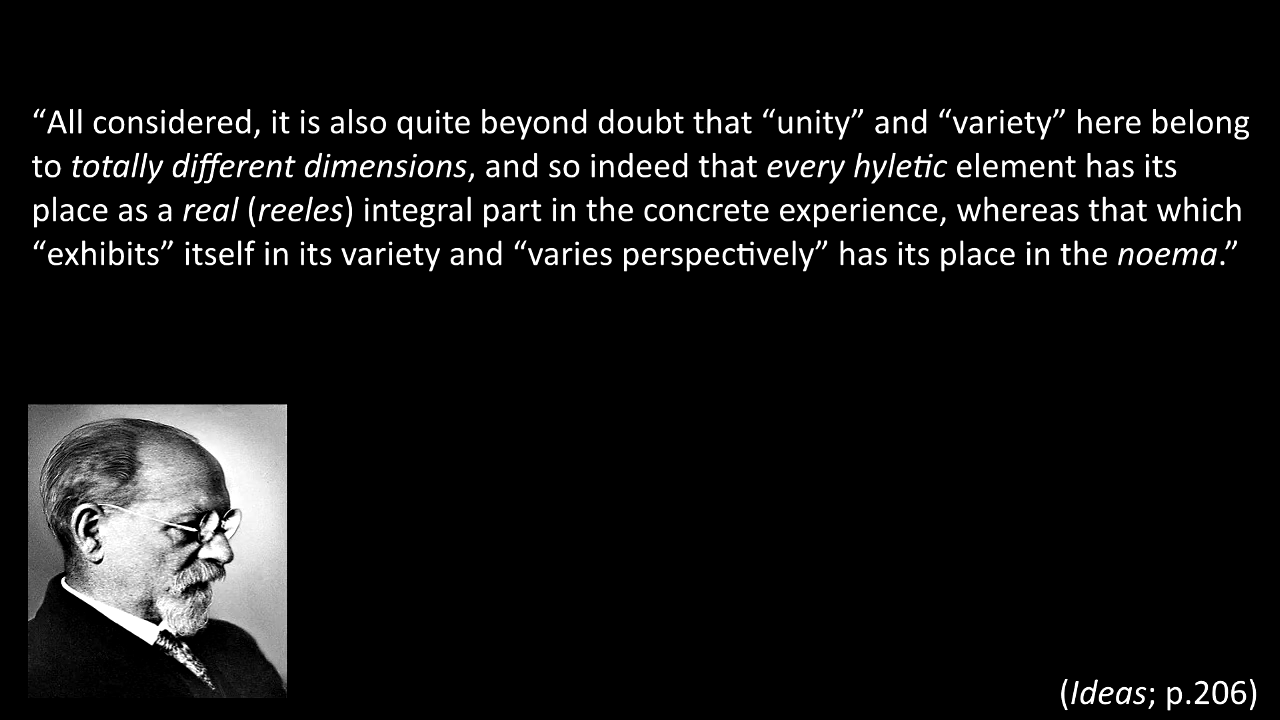 “All considered, it is also quite beyond doubt that “unity” and “variety” here belong
to totally different dimensions, and so indeed that every hyletic element has its
place as a real (reeles) integral part in the concrete experience, whereas that which
“exhibits” itself in its variety and “varies perspectively” has its place in the noema.”
(Ideas; p.206)